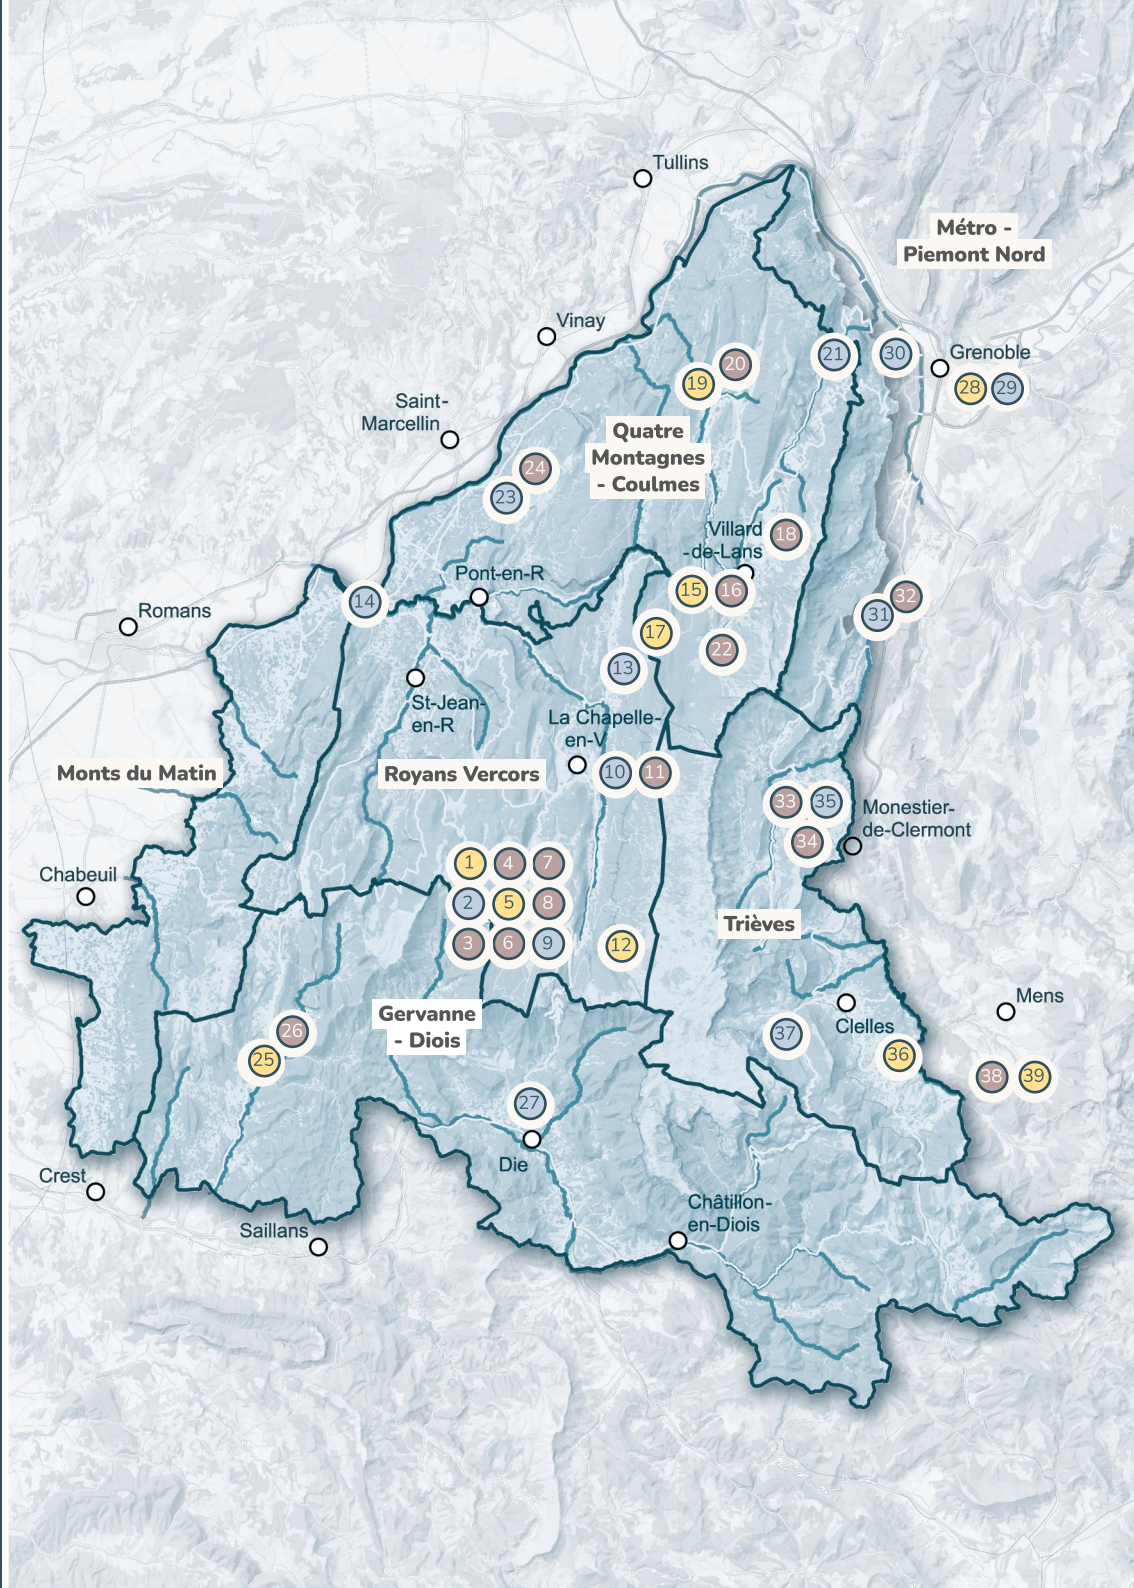 Tullins
Métro -
Piemont Nord
Vinay
Grenoble
21
30
20
19
28
29
Saint-
Marcellin
Quatre
Montagnes
- Coulmes
24
23
Villard
-de-Lans
18
Pont-en-R
15
16
14
32
31
Romans
17
22
13
St-Jean-
en-R
La Chapelle-
en-V
Monts du Matin
Royans Vercors
10
11
33
35
Monestier-
de-Clermont
34
1
4
7
Chabeuil
2
5
8
3
6
9
12
Trièves
Mens
Gervanne
- Diois
Clelles
26
25
37
36
38
39
27
Die
Crest
Châtillon-
en-Diois
Saillans